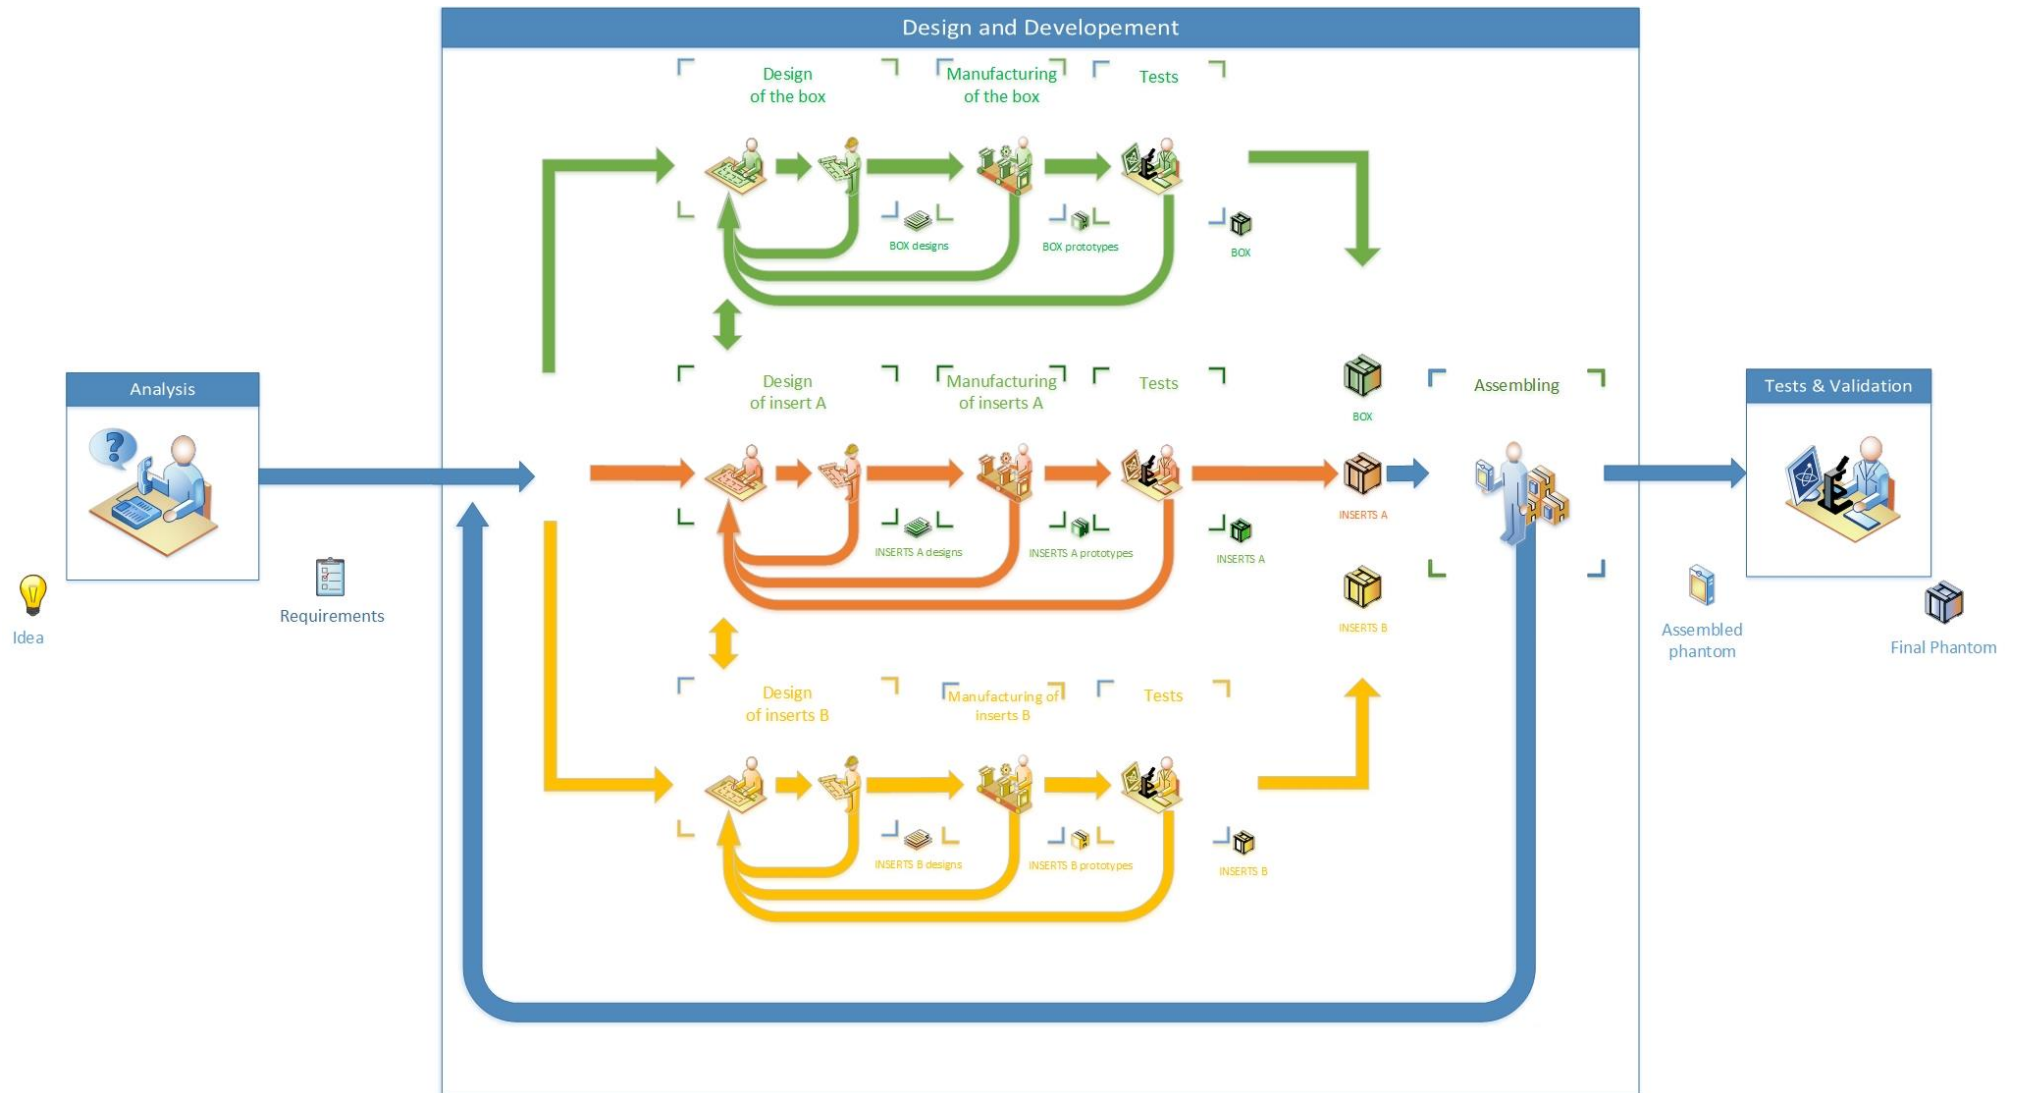 Design and Developement
Design
of the box
Manufacturing
of the box
Tests
BOX designs
BOX prototypes
BOX
Analysis
Idea
Requirements
Design
of insert A
Manufacturing
of inserts A
Tests
INSERTS A designs
INSERTS A prototypes
INSERTS A
BOX
INSERTS A
INSERTS B
Assembling
Tests & Validation
Assembled
phantom
Final Phantom
Design
of inserts B
Manufacturing of
inserts B
Tests
INSERTS B designs
INSERTS B prototypes
INSERTS B